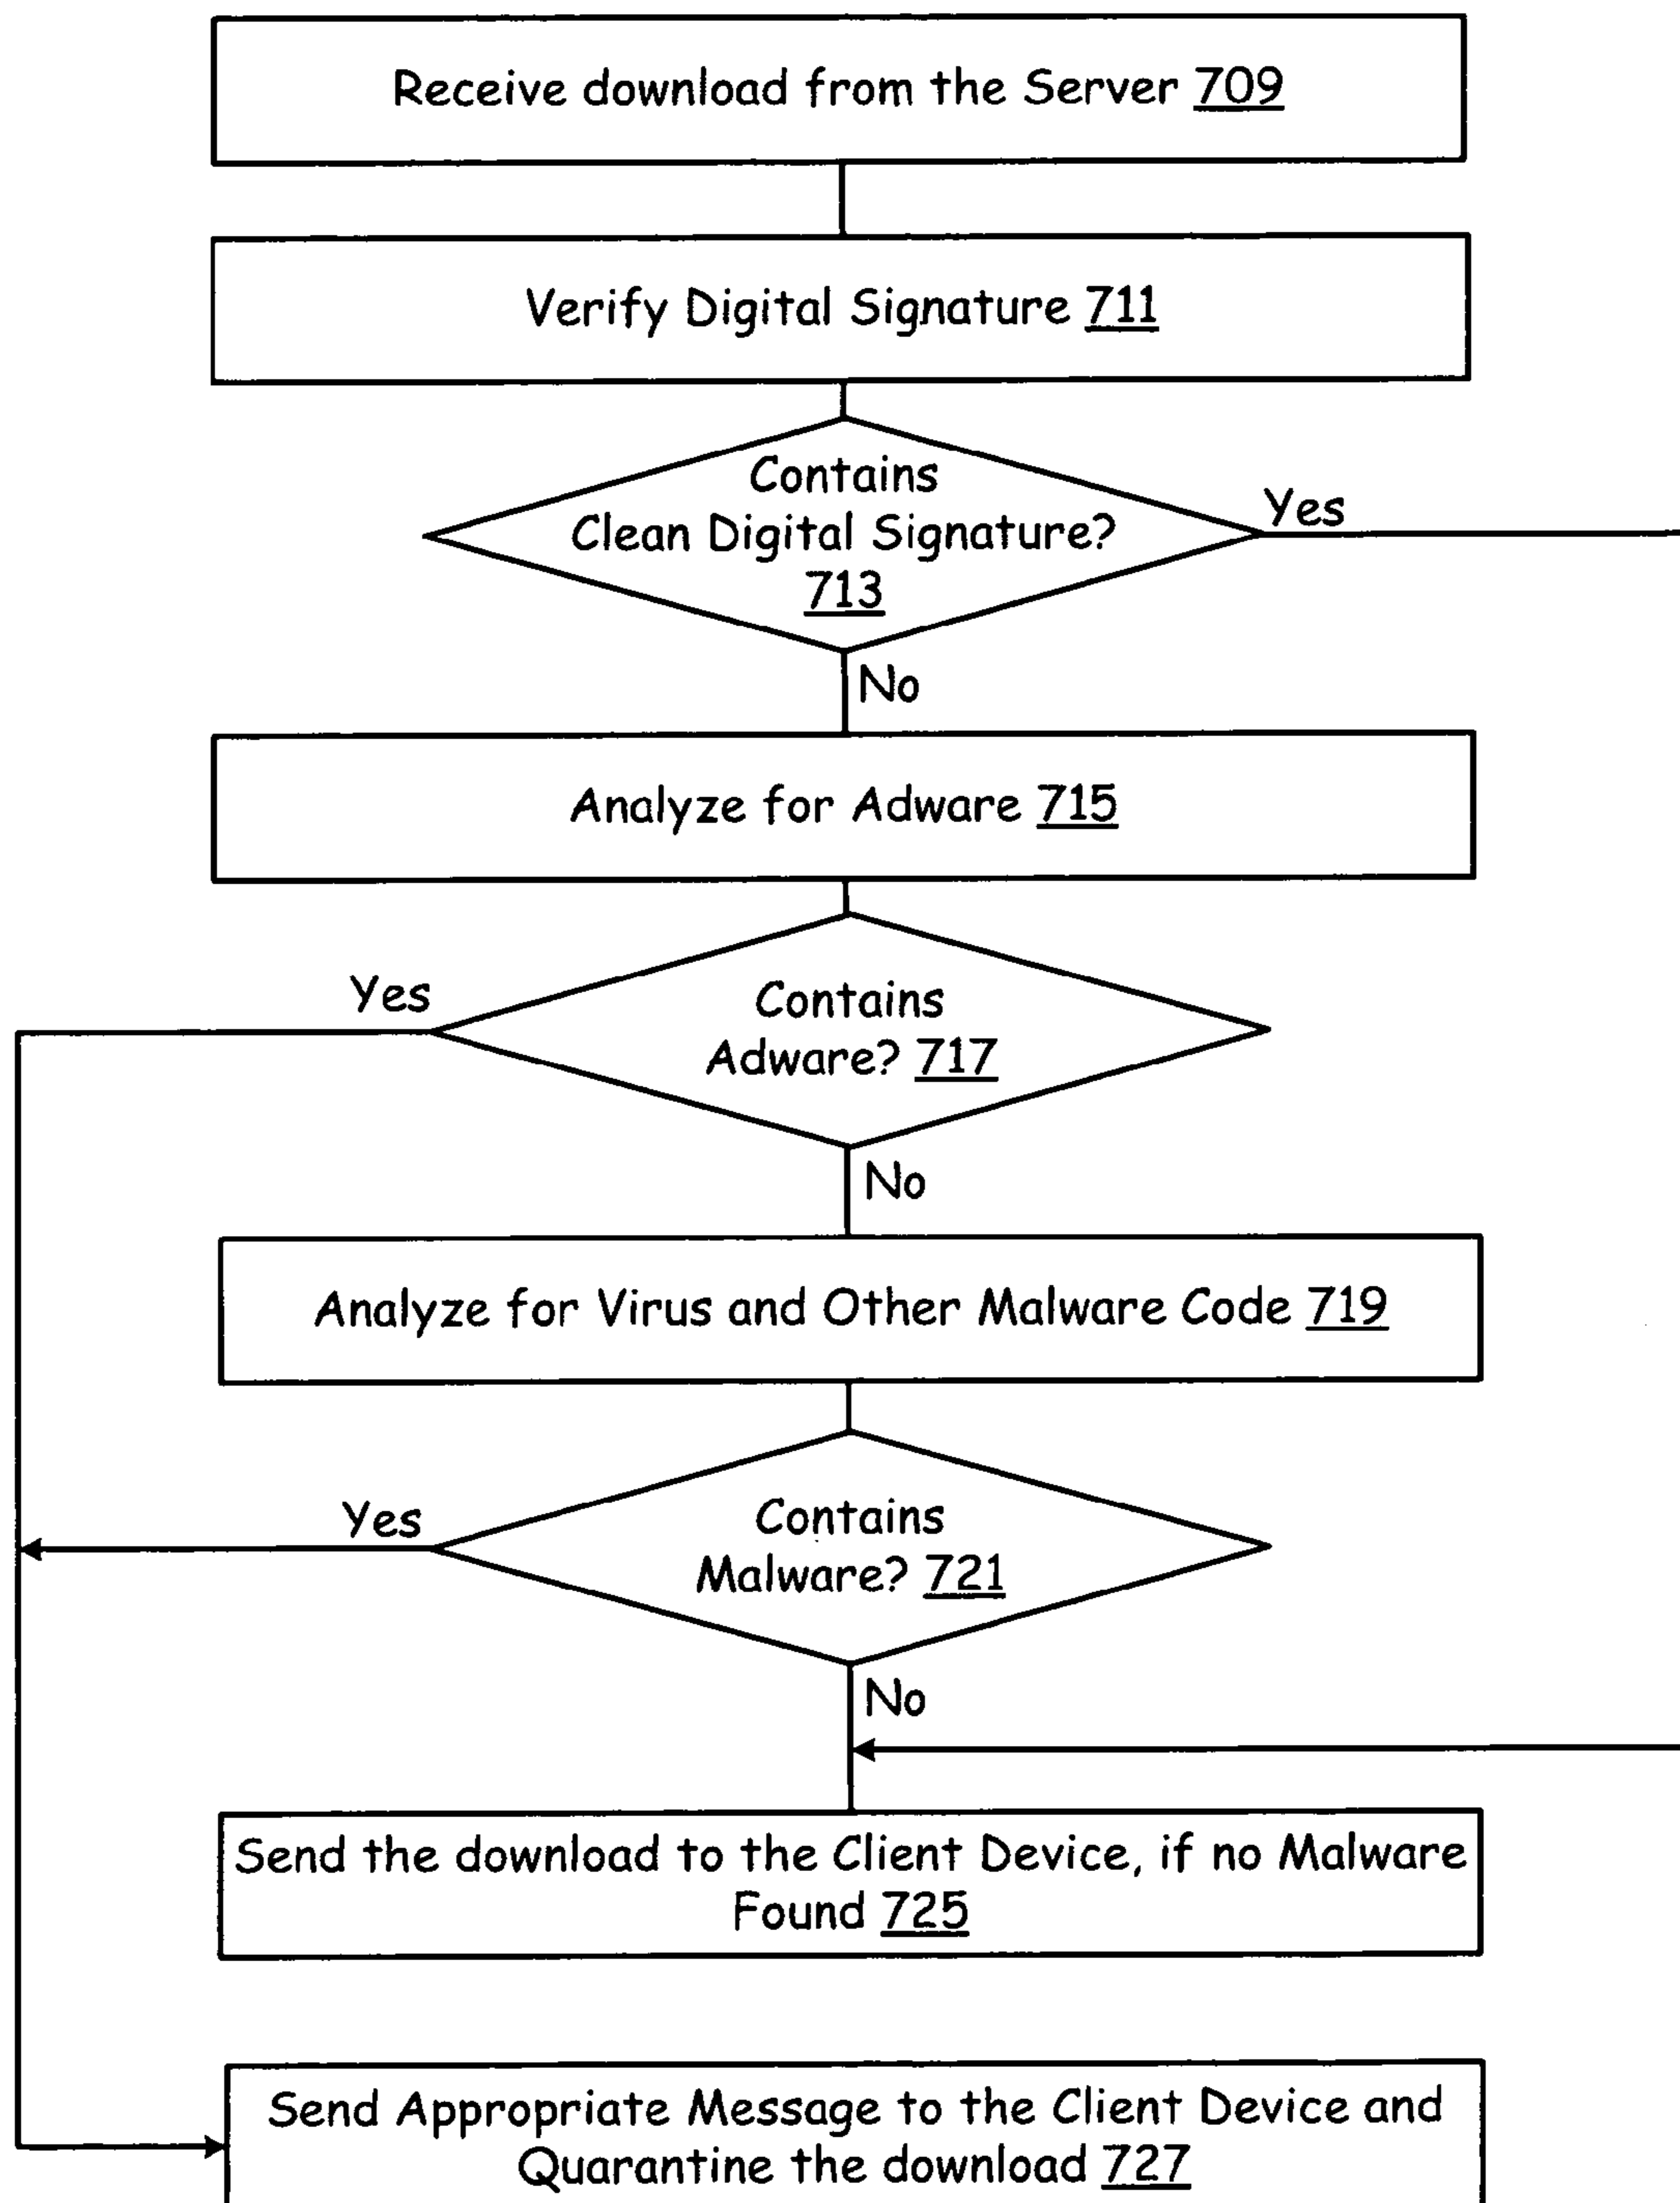 Receive download from the Server 709
Verify Digital Signature 711
Contains
Clean Digital Signature?
713
Yes
No
Analyze for Adware 715
Yes
Contains
Adware? 717
No
Analyze for Virus and Other Malware Code 719
Yes
Contains
Malware? 721
No
Send the download to the Client Device, if no Malware
Found 725
Send Appropriate Message to the Client Device and
Quarantine the download 727